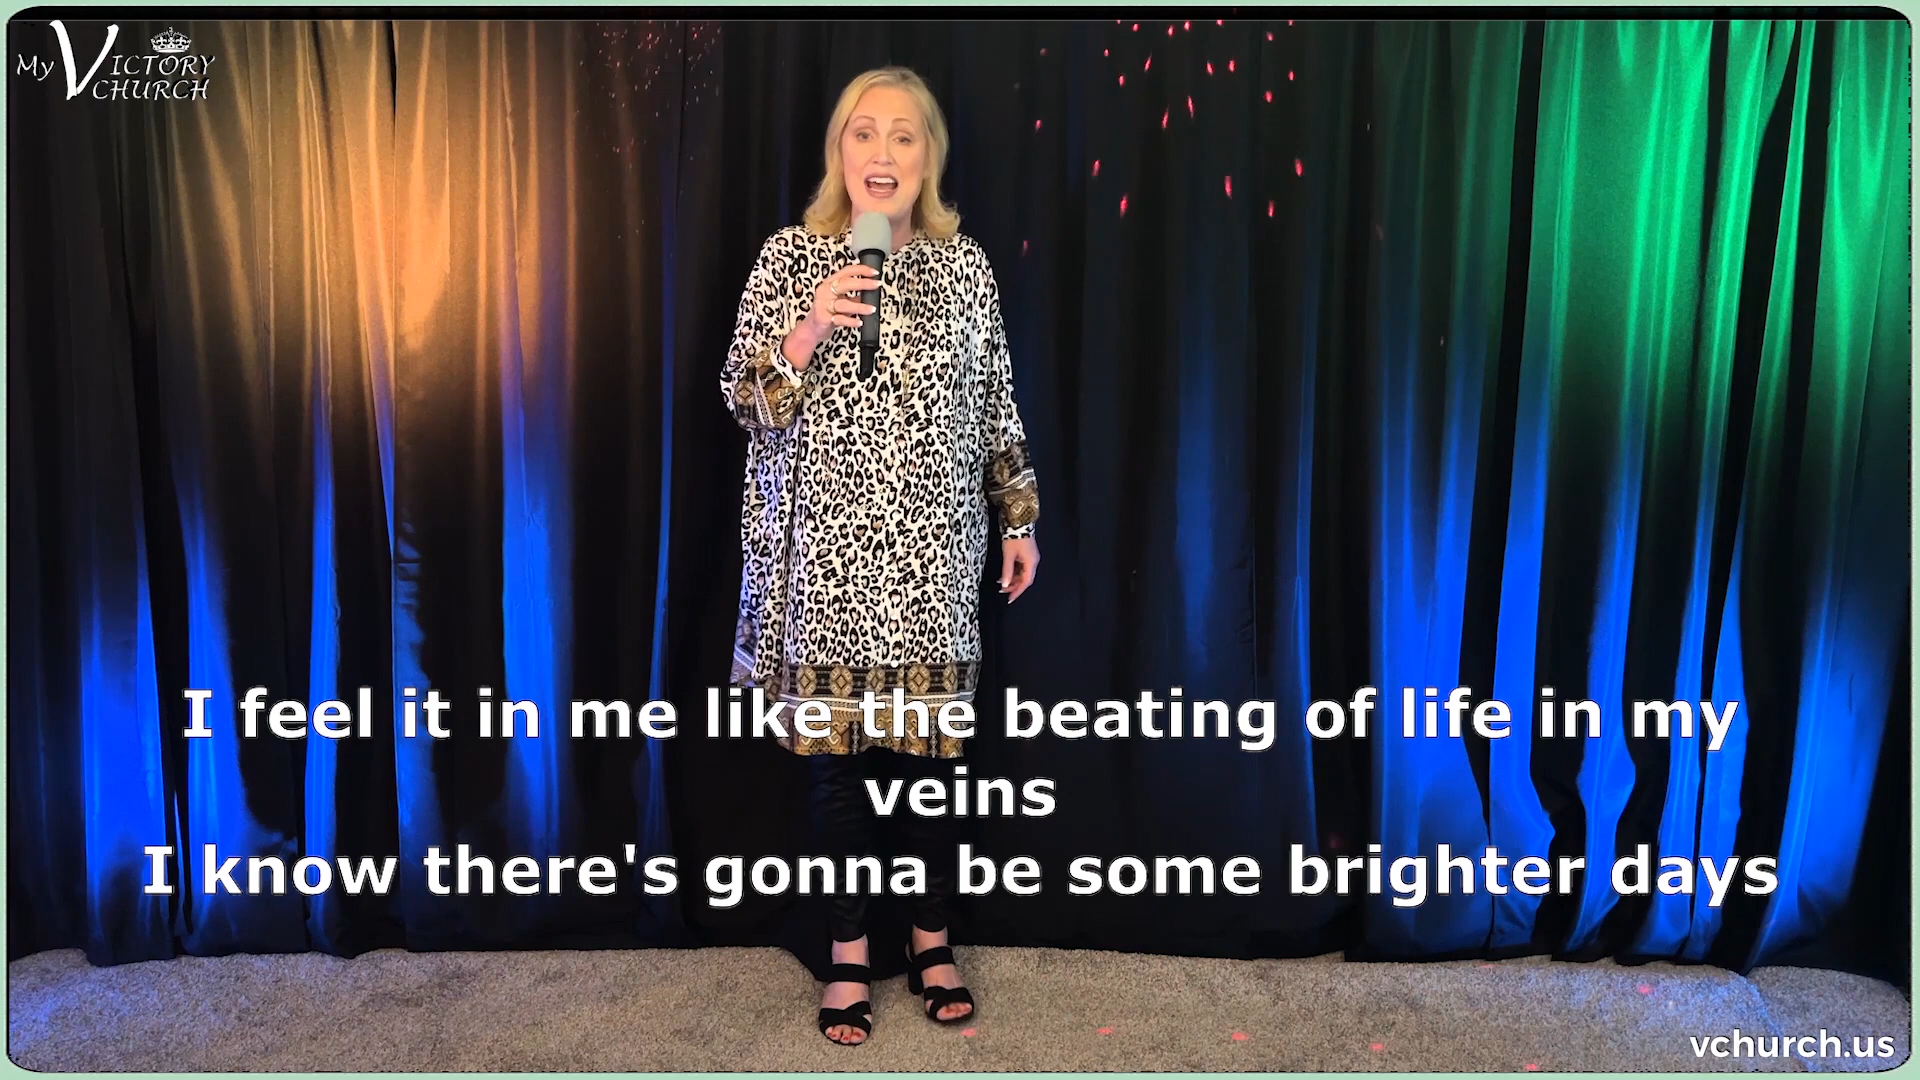 My VICTORY
CHURCH
I feel it in me like the beating of life in my
veins
I know there's gonna be some brighter days
vchurch.us